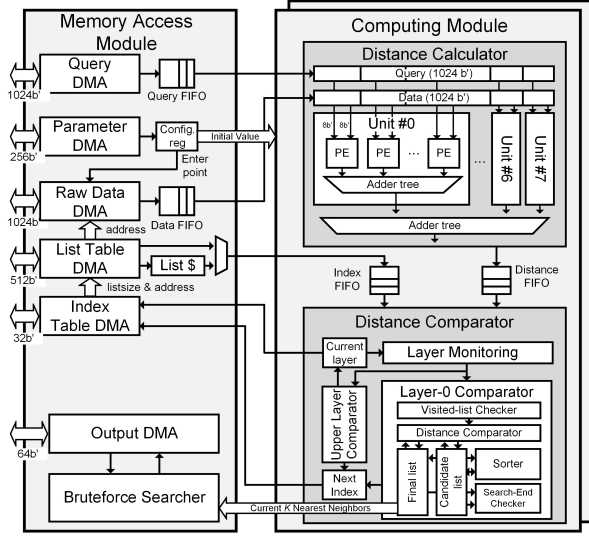 Memory Access
Module
Query
DMA
1024b'
Query FIFO
Parameter
DMA
256b'
Config.
reg
Initial Value
Enter
point
Raw Data
DMA
1024b'
Data FIFO
address
List Table
DMA
512b'
List $
listsize & address
Index
Table DMA
32b'
Output DMA
64b'
Bruteforce Searcher
Computing Module
Distance Calculator
Query (1024 b')
Data (1024 b')
8b'
8b'
Unit #0
PE
PE
...
PE
Adder tree
...
Unit #6
Unit #7
Adder tree
Index
FIFO
Distance
FIFO
Distance Comparator
Current
layer
Layer Monitoring
Upper Layer
Comparator
Next
Index
Layer-0 Comparator
Visited-list Checker
Distance Comparator
Final list
Candidate
list
Sorter
Search-End
Checker
Current K Nearest Neighbors